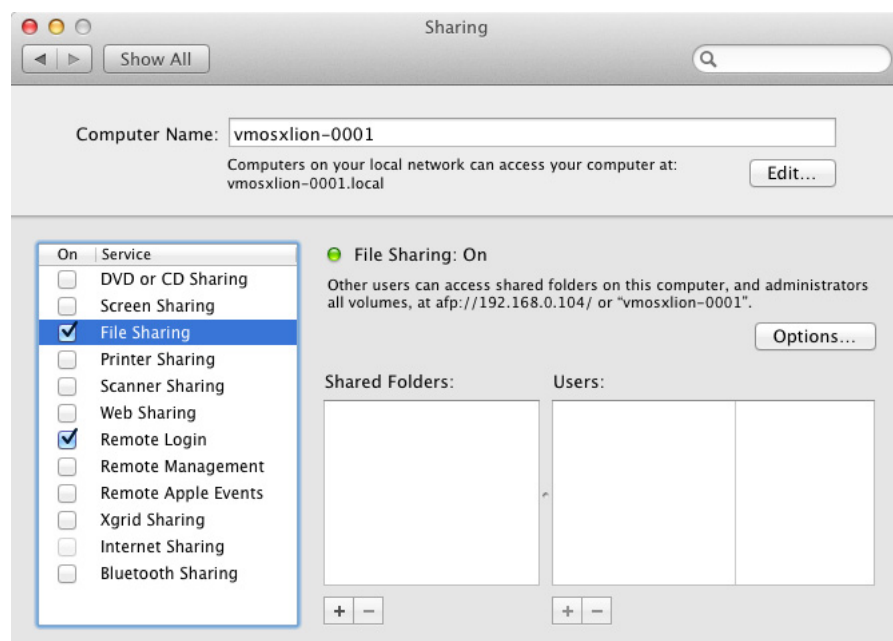 Sharing
Show All
Computer Name: vmosxlion-0001
Computers on your local network can access your computer at:
vmosxlion-0001.local
Edit...
On Service
DVD or CD Sharing
Screen Sharing
File Sharing
Printer Sharing
Scanner Sharing
Web Sharing
Remote Login
Remote Management
Remote Apple Events
Xgrid Sharing
Internet Sharing
Bluetooth Sharing
File Sharing: On
Other users can access shared folders on this computer, and administrators
all volumes, at afp://192.168.0.104/ or “vmosxlion-0001”.
Options...
Shared Folders:
Users:
+ −
+ −